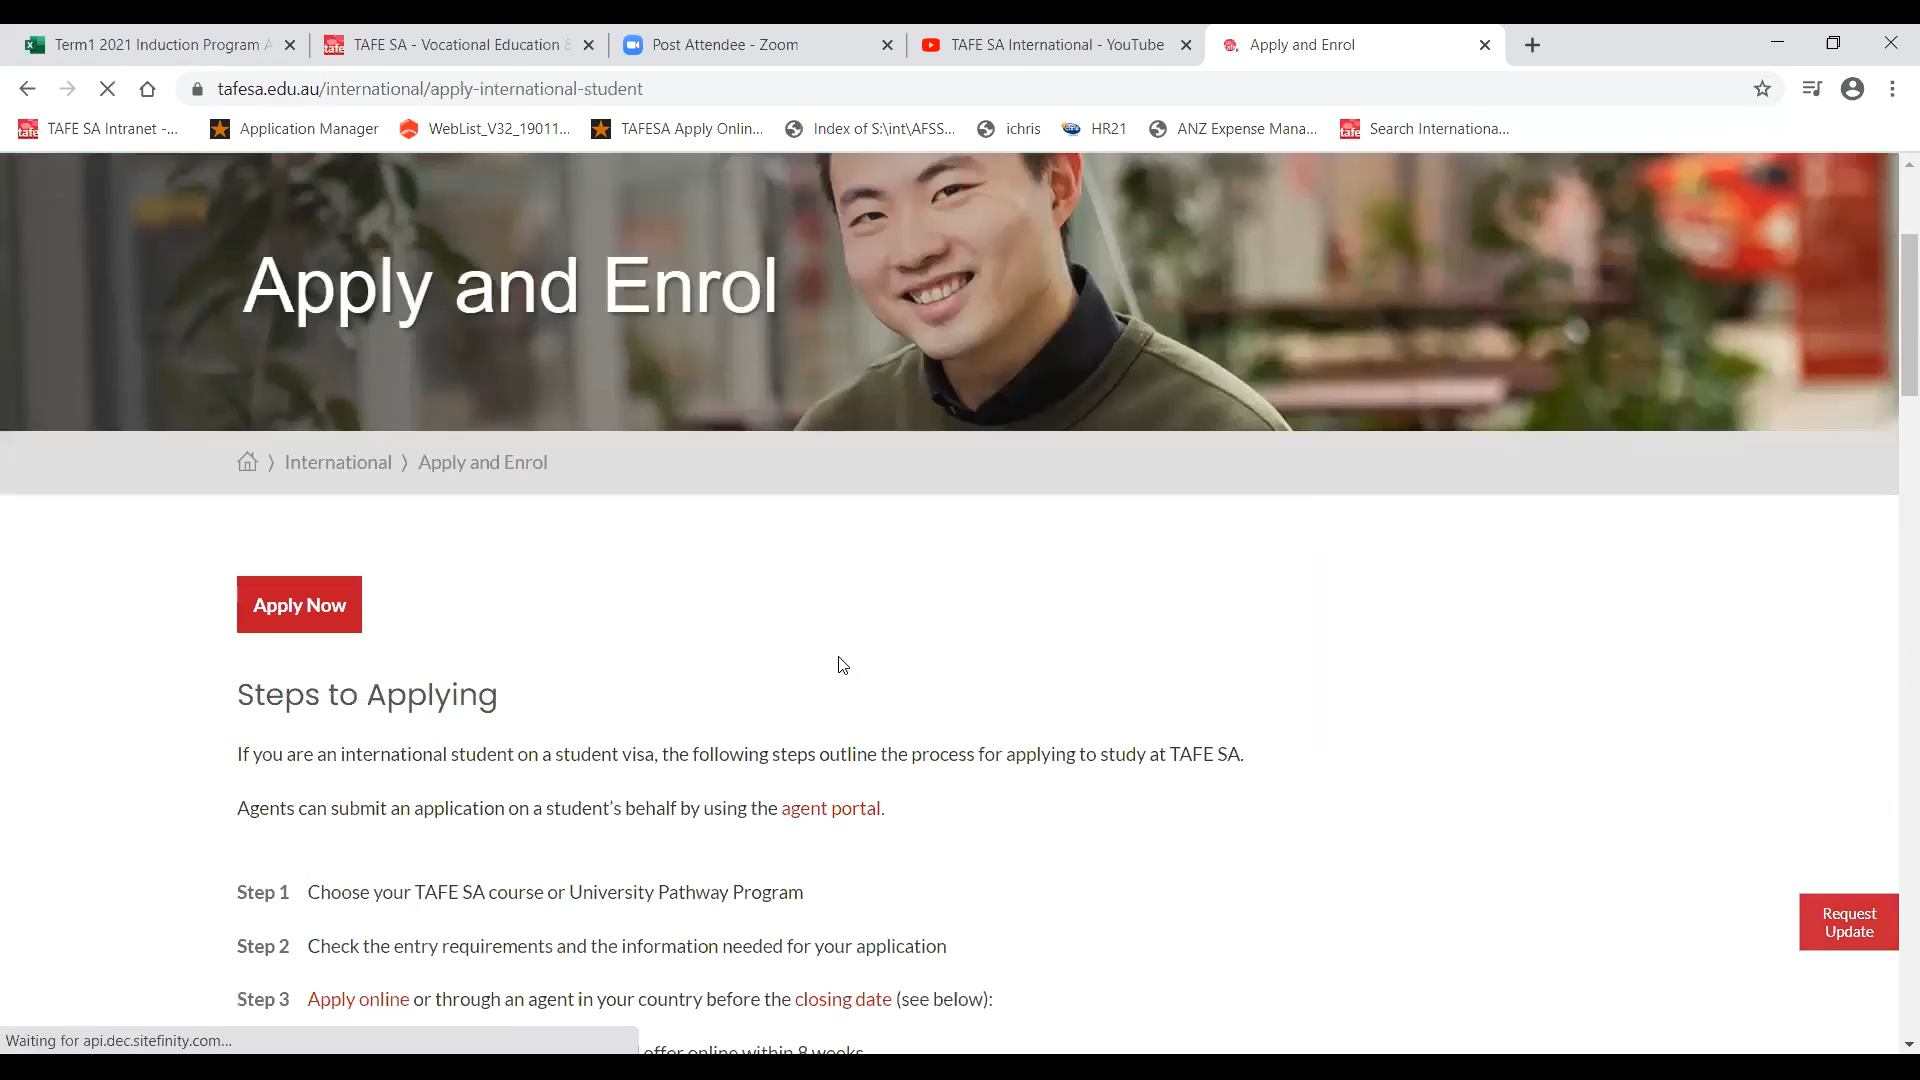 Term1 2021 Induction Program A
TAFE SA - Vocational Education &
Post Attendee - Zoom
TAFE SA International - YouTube
Apply and Enrol
tafesa.edu.au/international/apply-international-student
TAFE SA Intranet -...
Application Manager
WebList_V32_19011...
TAFESA Apply Onlin...
Index of S:\int\AFSS...
ichris
HR21
ANZ Expense Mana...
Search Internationa...
Apply and Enrol
International
Apply and Enrol
Apply Now
Steps to Applying
If you are an international student on a student visa, the following steps outline the process for applying to study at TAFE SA.
Agents can submit an application on a student’s behalf by using the agent portal.
Step 1 Choose your TAFE SA course or University Pathway Program
Request
Update
Step 2 Check the entry requirements and the information needed for your application
Step 3 Apply online or through an agent in your country before the closing date (see below):
Waiting for api.dec.sitefinity.com...
offer online within 8 weeks